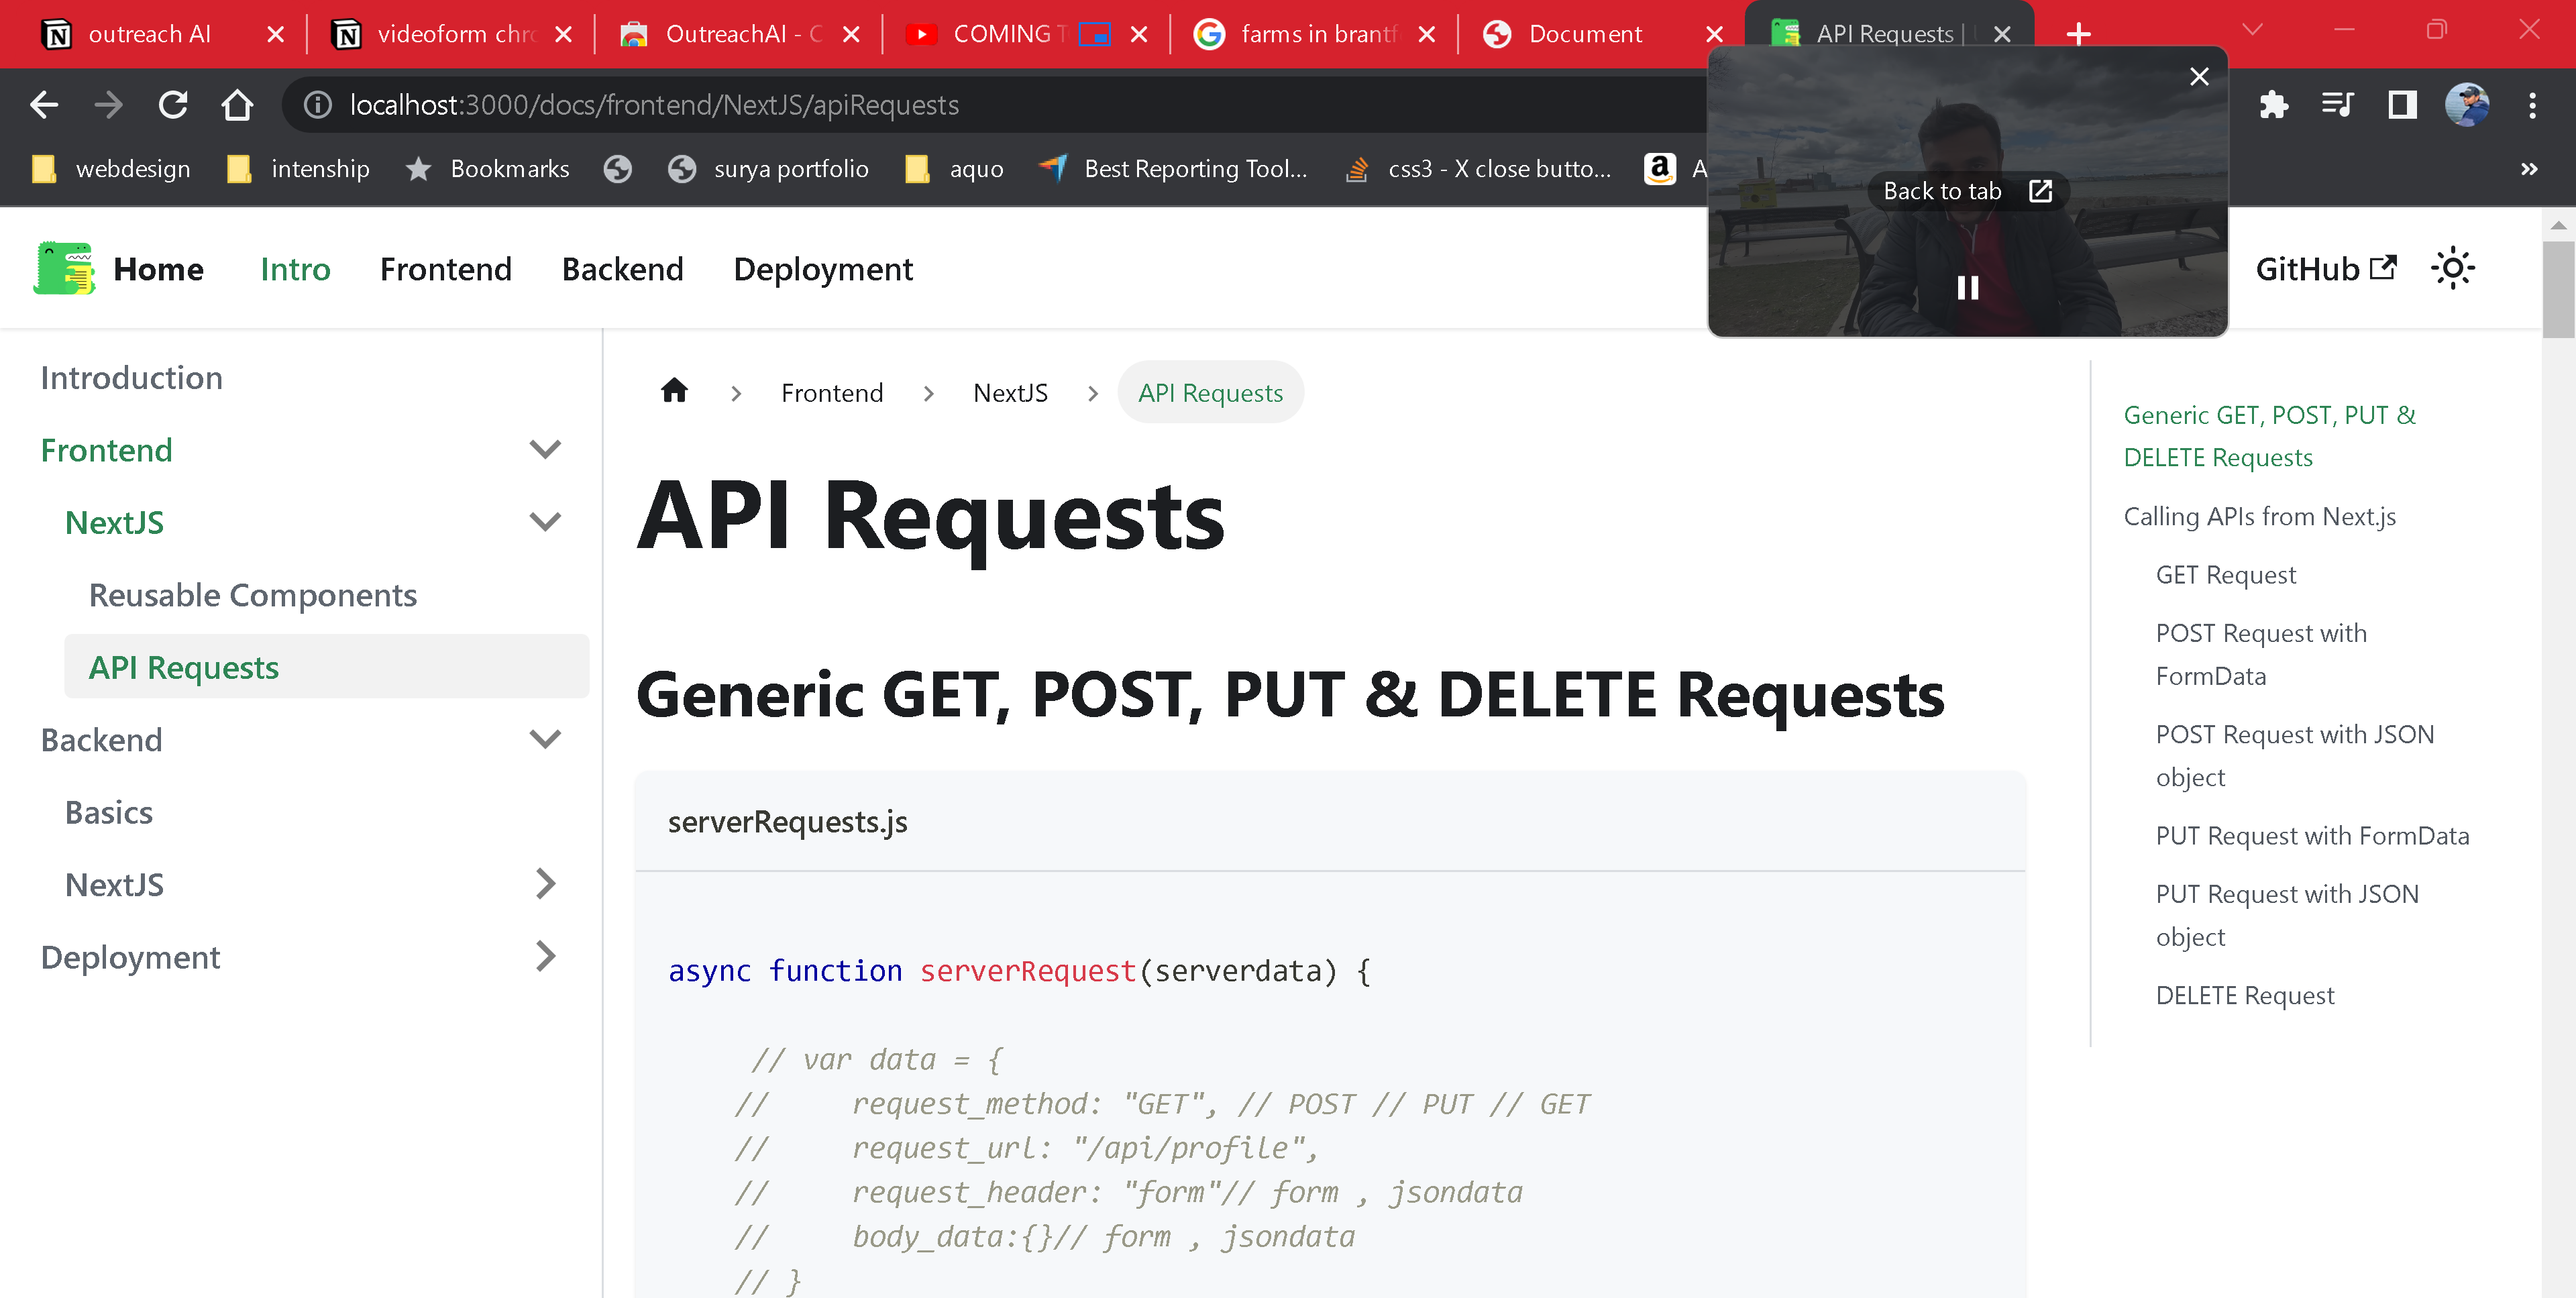 outreach AI
videoform chr
OutreachAI - C
COMING T
farms in brantf
Document
API Requests |
localhost:3000/docs/frontend/NextJS/apiRequests
webdesign
intenship
Bookmarks
surya portfolio
aquo
Best Reporting Tool...
css3 - X close butto...
A
Back to tab
Home
Intro
Frontend
Backend
Deployment
GitHub
Introduction
Frontend
NextJS
Reusable Components
API Requests
Backend
Basics
NextJS
Deployment
Frontend
NextJS
API Requests
API Requests
Generic GET, POST, PUT & DELETE Requests
serverRequests.js
async function serverRequest(serverdata) {
// var data = {
// request_method: "GET", // POST // PUT // GET
// request_url: "/api/profile",
// request_header: "form"// form , jsondata
// body_data:{}// form , jsondata
// }
Generic GET, POST, PUT &
DELETE Requests
Calling APIs from Next.js
GET Request
POST Request with
FormData
POST Request with JSON
object
PUT Request with FormData
PUT Request with JSON
object
DELETE Request